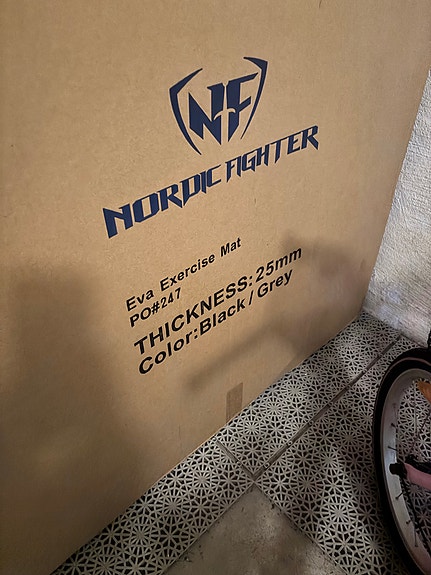 NF
NORDIC FIGHTER
Eva Exercise Mat
PO#247
THICKNESS: 25mm
Color:Black / Grey